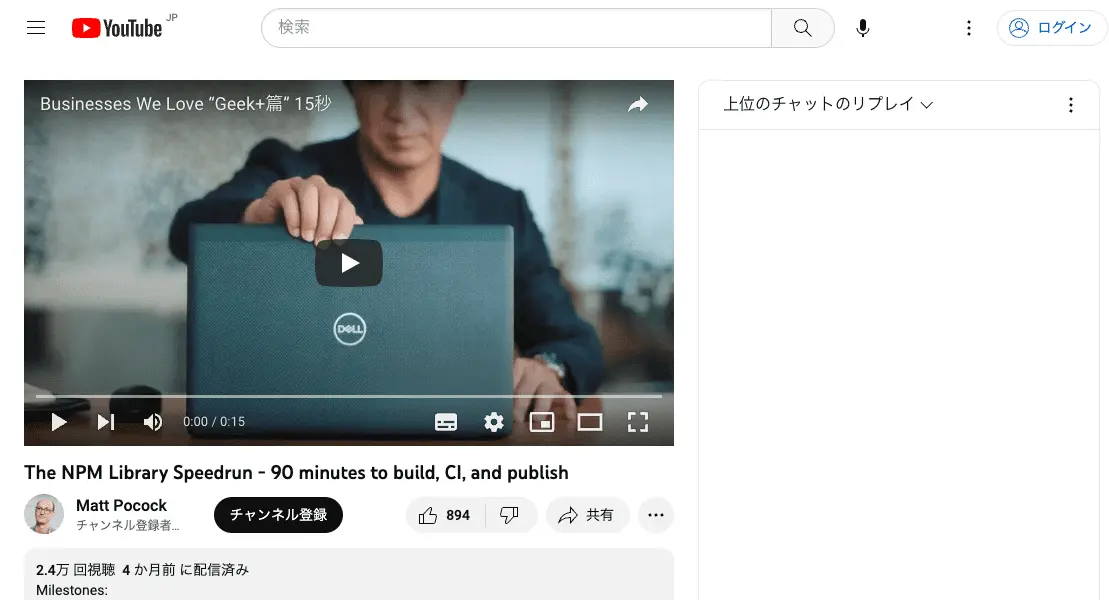 YouTube JP
検索
ログイン
Businesses We Love “Geek+篇” 15秒
DELL
0:00 / 0:15
上位のチャットのリプレイ
The NPM Library Speedrun - 90 minutes to build, CI, and publish
Matt Pocock
チャンネル登録者…
チャンネル登録
894
共有
2.4万 回視聴 4 か月前 に配信済み
Milestones: